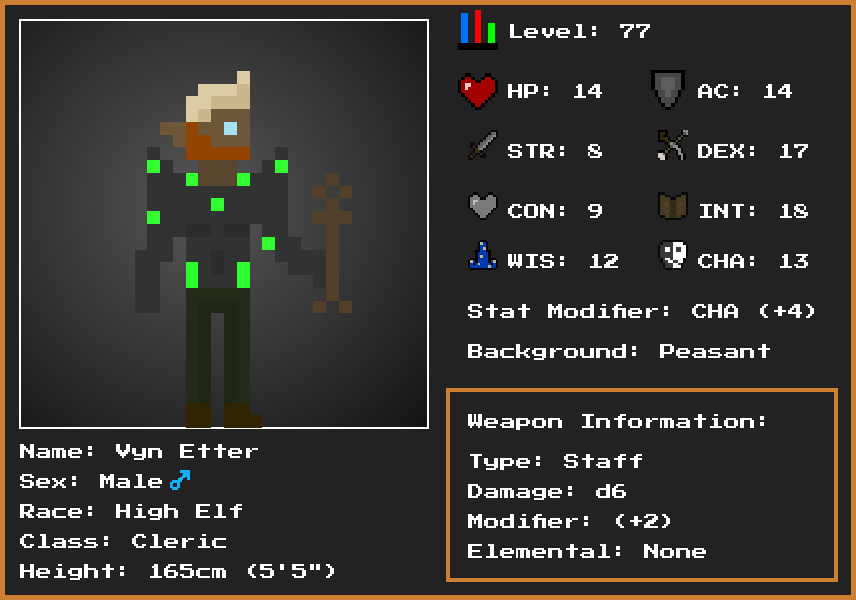 Level: 77
HP: 14
AC: 14
STR: 8
DEX: 17
CON: 9
INT: 18
WIS: 12
CHA: 13
Stat Modifier: CHA (+4)
Background: Peasant
Weapon Information:
Type: Staff
Damage: d6
Modifier: (+2)
Elemental: None
Name: Vyn Etter
Sex: Male♂
Race: High Elf
Class: Cleric
Height: 165cm (5'5")